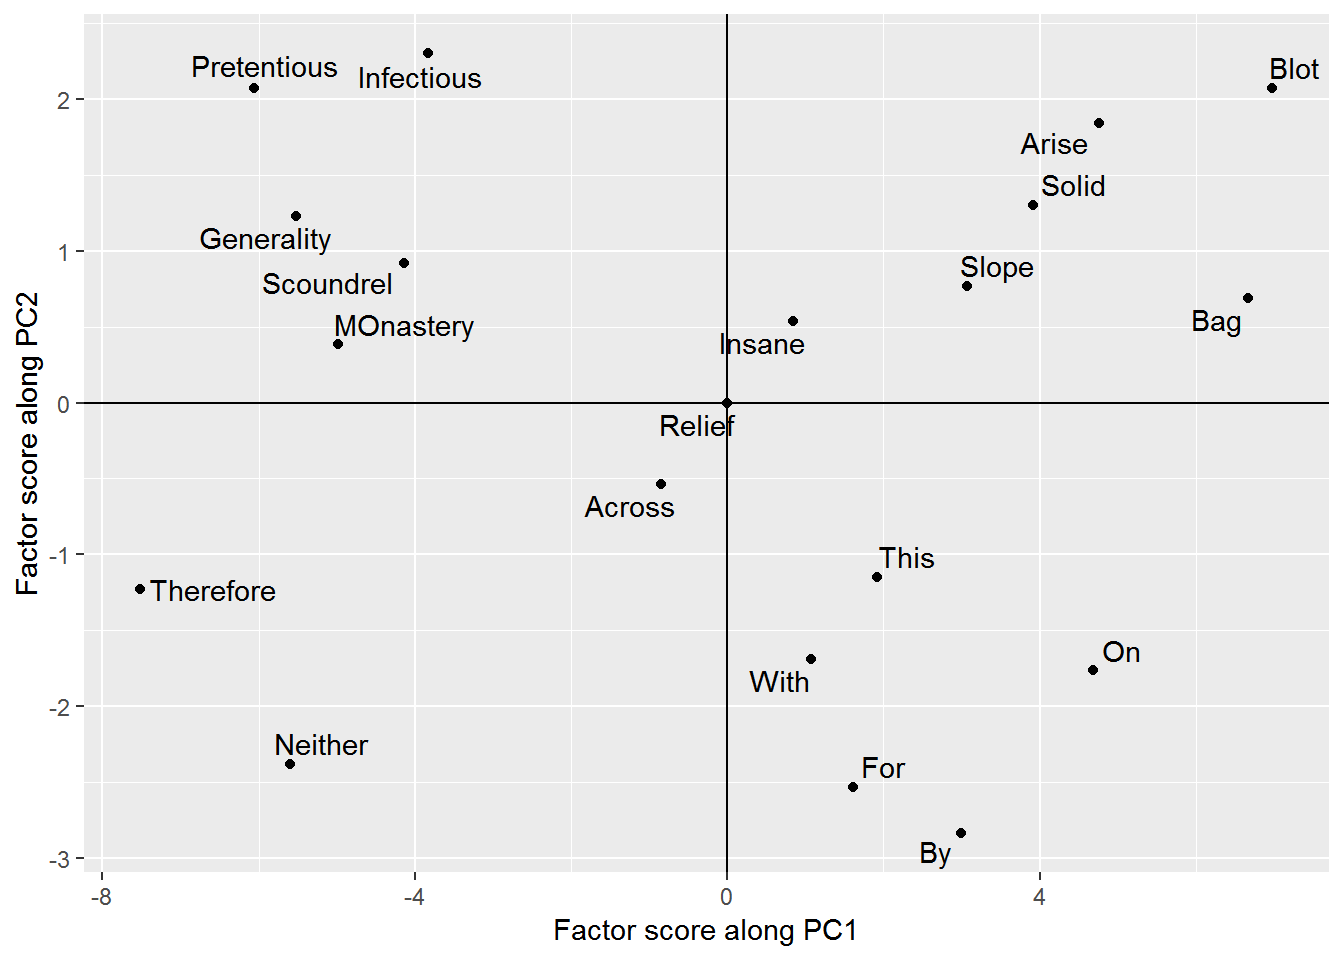 Pretentious
Infectious
Blot
2
Arise
Solid
Generality
1
Slope
Scoundrel
Bag
MOnastery
Insane
0
Relief
Across
-1
This
Therefore
On
With
-2
Neither
For
By
-3
-8
-4
0
4
Factor score along PC1
Factor score along PC2